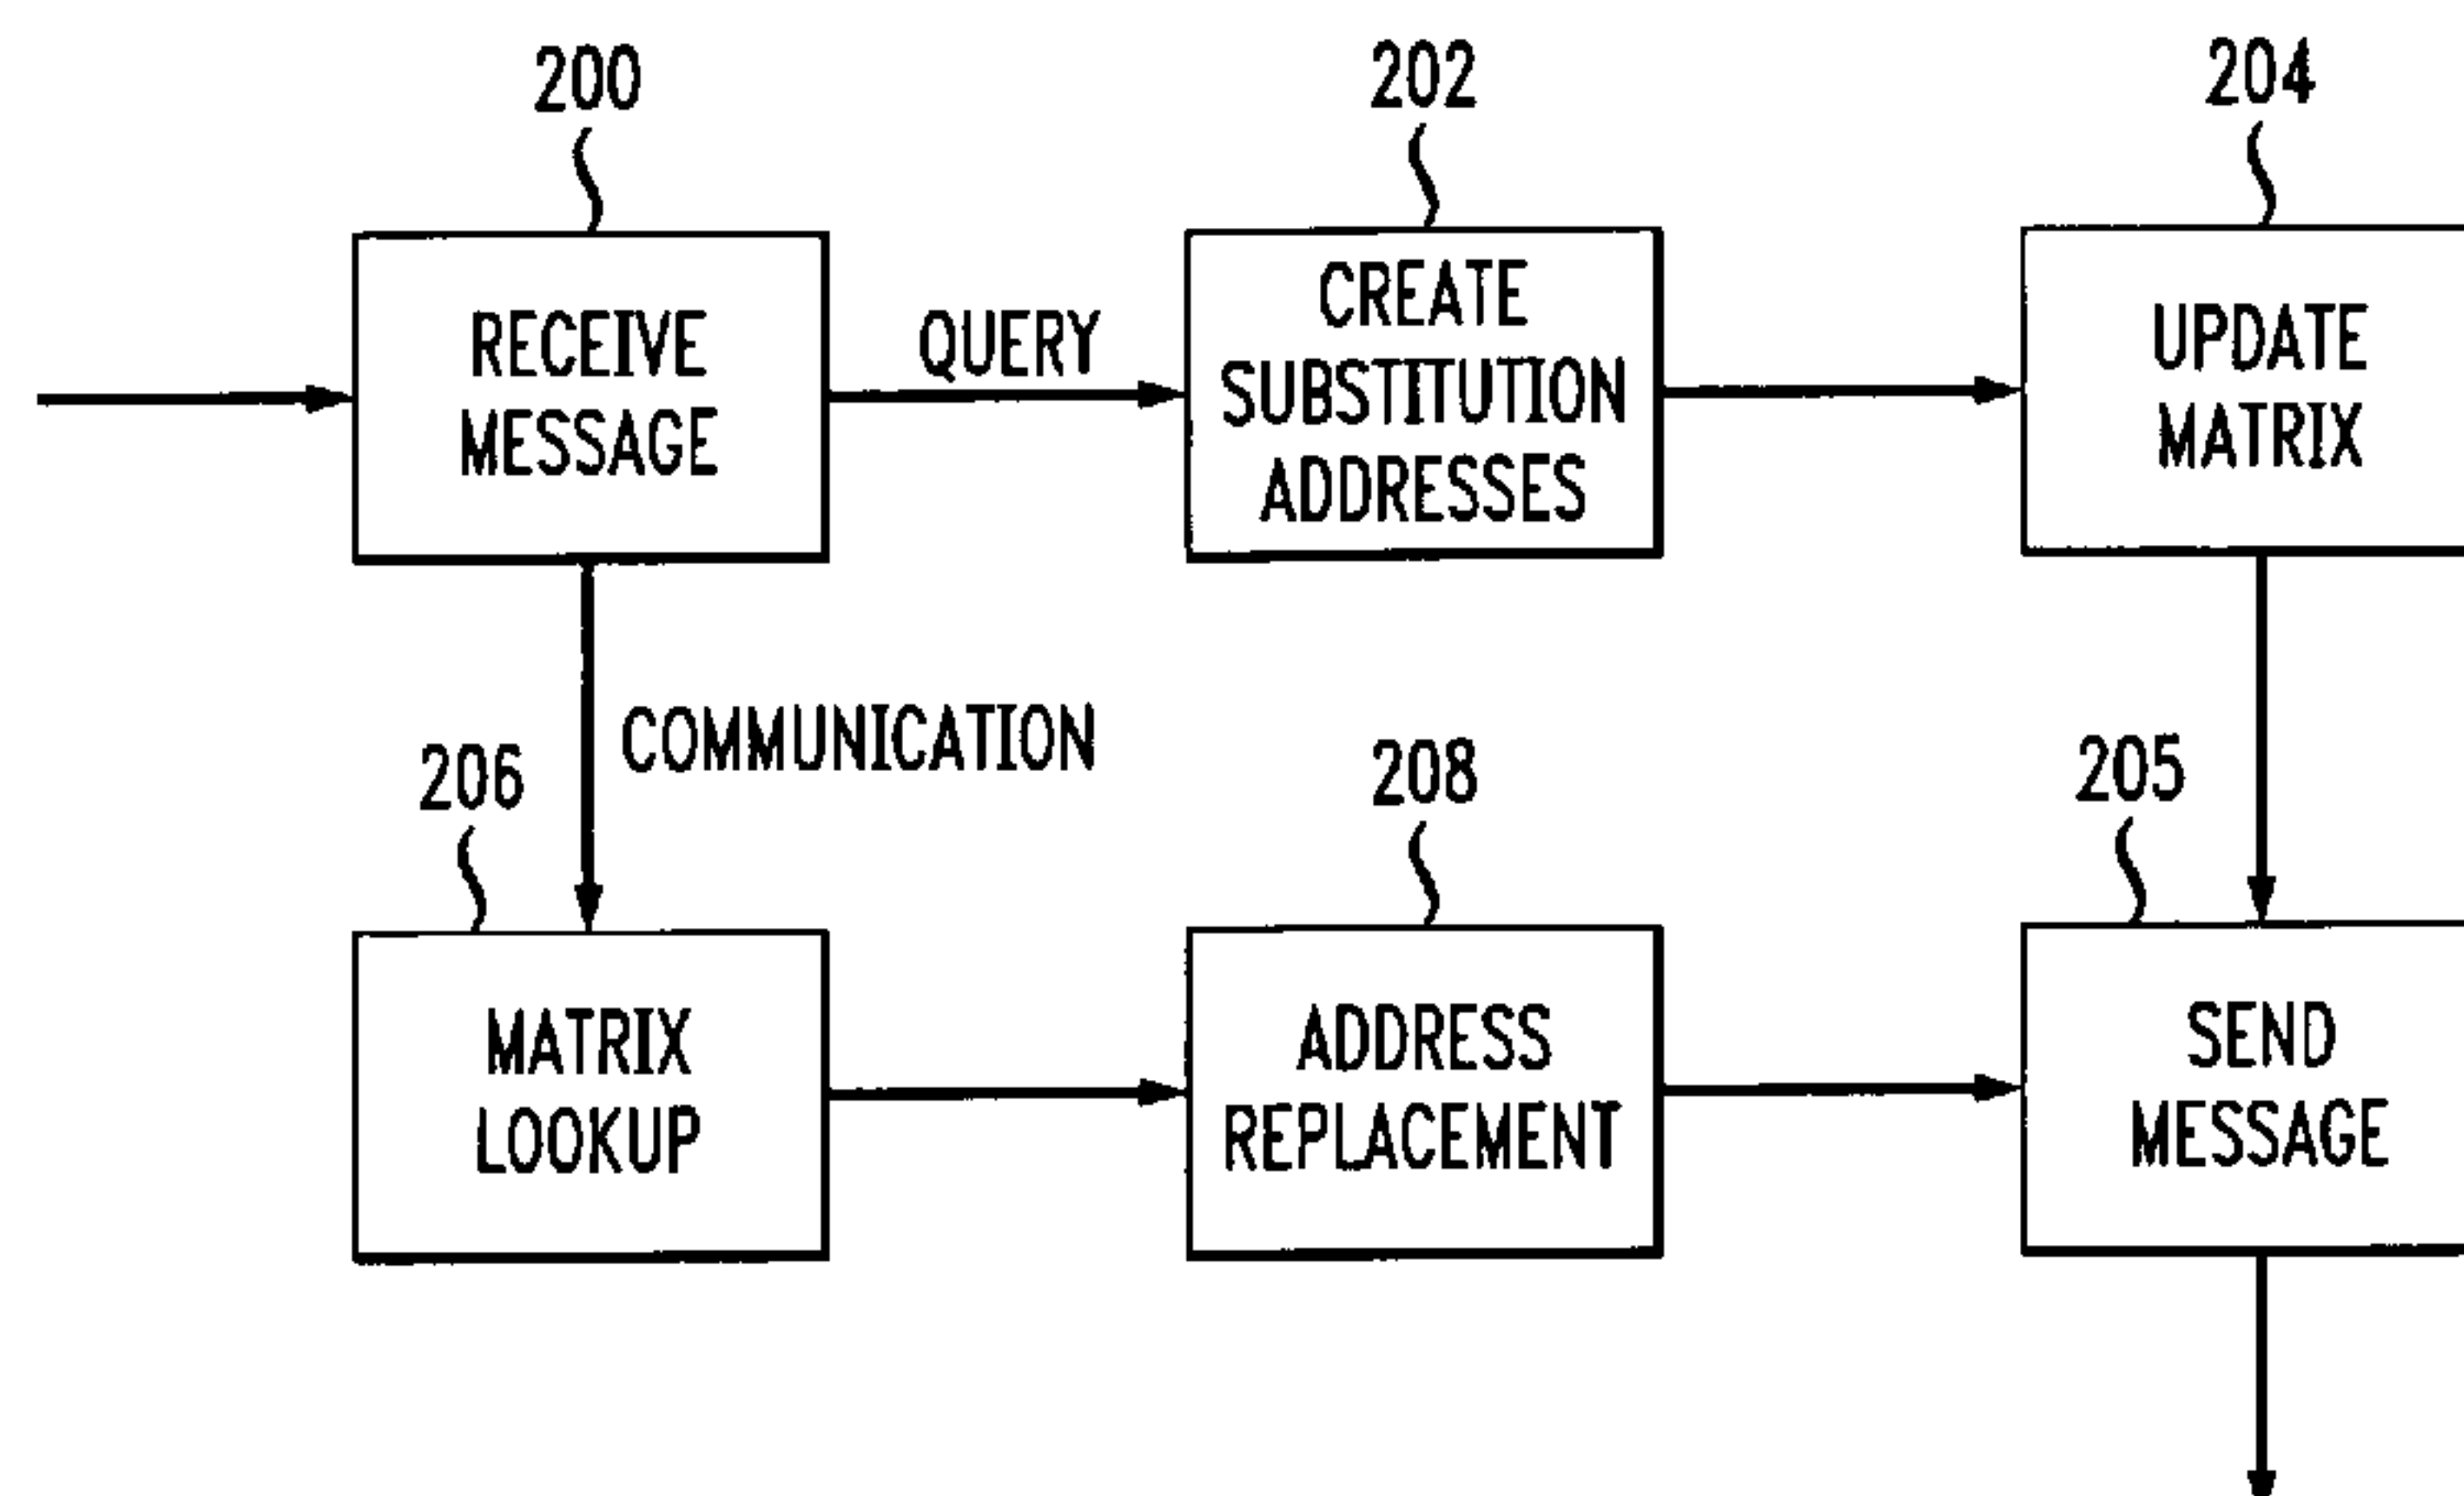 200
202
204
RECEIVE
MESSAGE
QUERY
CREATE
SUBSTITUTION
ADDRESSES
UPDATE
MATRIX
COMMUNICATION
206
208
205
MATRIX
LOOKUP
ADDRESS
REPLACEMENT
SEND
MESSAGE